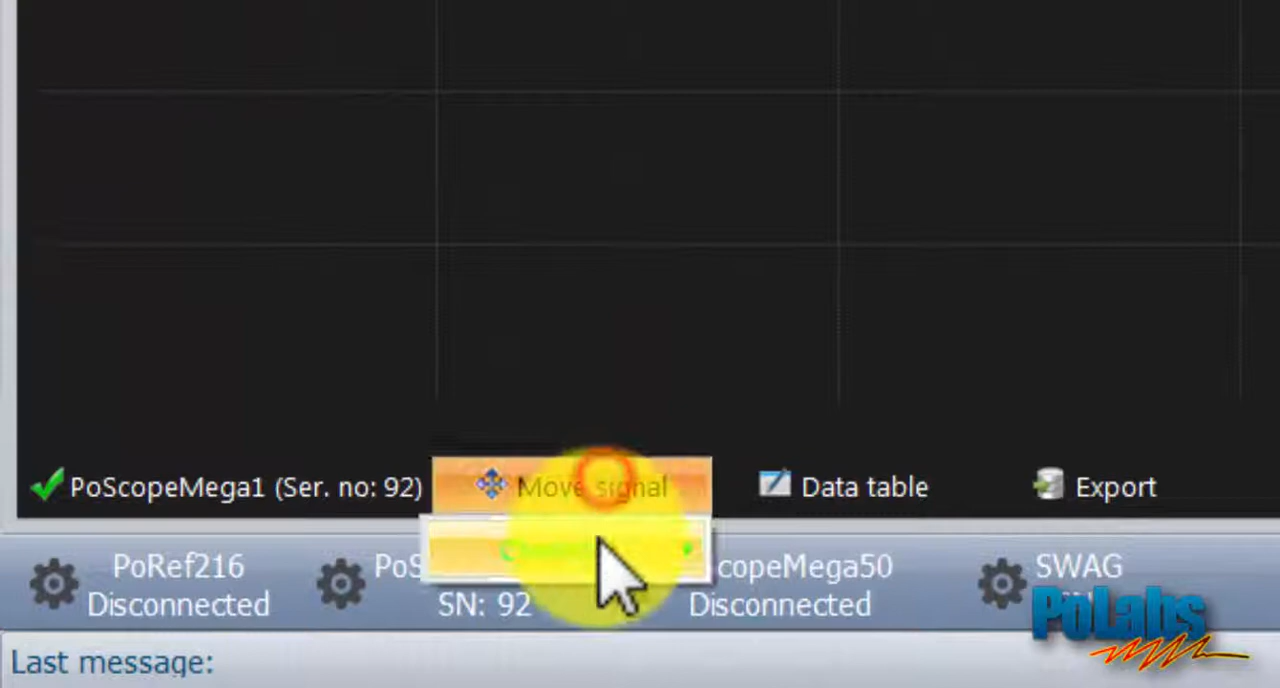 PoScopeMega1 (Ser. no: 92) Move signal Data table Export
PoRef216
Disconnected
PoS
SN: 92
copeMega50
Disconnected
SWAG
PoLabs
Last message: